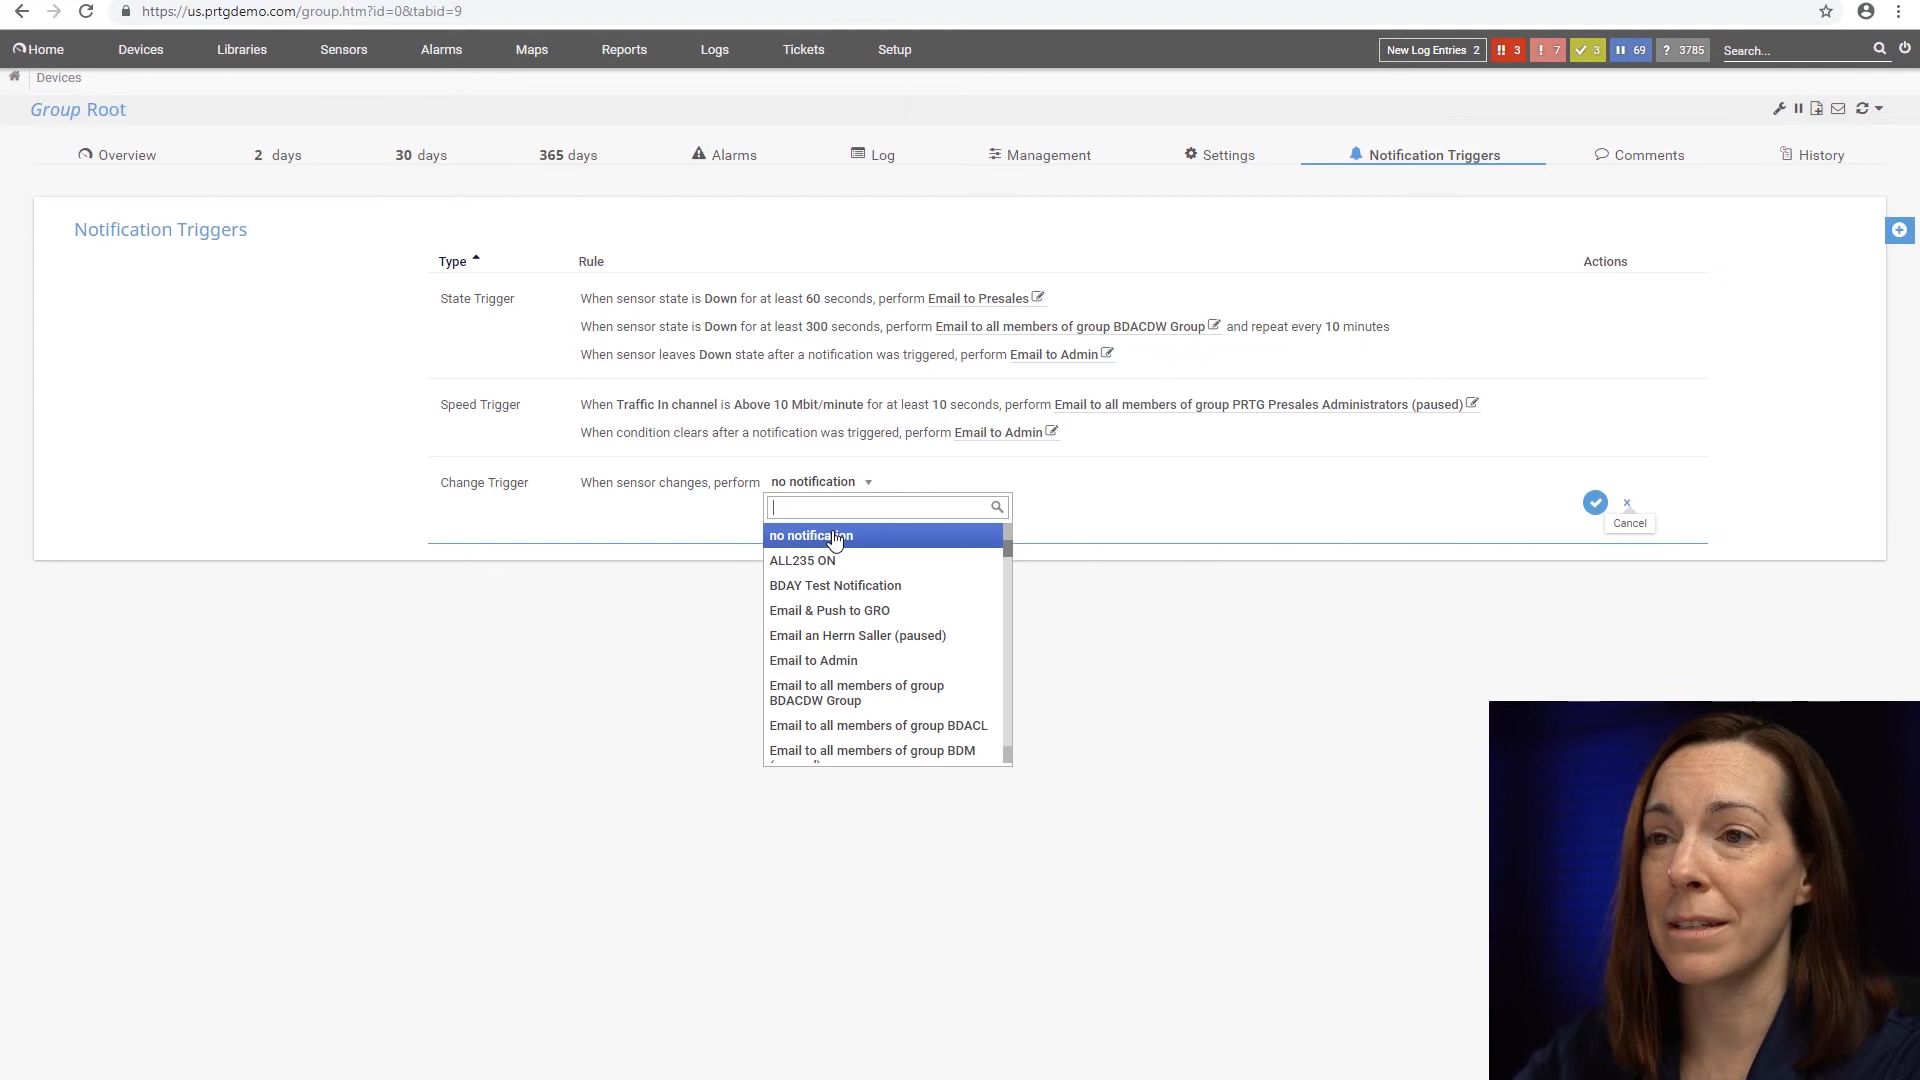 https://us.prtgdemo.com/group.htm?id=0&tabid=9
Home Devices Libraries Sensors Alarms Maps Reports Logs Tickets Setup New Log Entries 2 !! 3 ! 7 3 69 ? 3785 Search...
Devices
Group Root
Overview 2 days 30 days 365 days Alarms Log Management Settings Notification Triggers Comments History
Notification Triggers
Type Rule Actions
State Trigger When sensor state is Down for at least 60 seconds, perform Email to Presales
When sensor state is Down for at least 300 seconds, perform Email to all members of group BDACDW Group and repeat every 10 minutes
When sensor leaves Down state after a notification was triggered, perform Email to Admin
Speed Trigger When Traffic In channel is Above 10 Mbit/minute for at least 10 seconds, perform Email to all members of group PRTG Presales Administrators (paused)
When condition clears after a notification was triggered, perform Email to Admin
Change Trigger When sensor changes, perform no notification
Cancel
no notification
ALL235 ON
BDAY Test Notification
Email & Push to GRO
Email an Herrn Saller (paused)
Email to Admin
Email to all members of group
BDACDW Group
Email to all members of group BDACL
Email to all members of group BDM